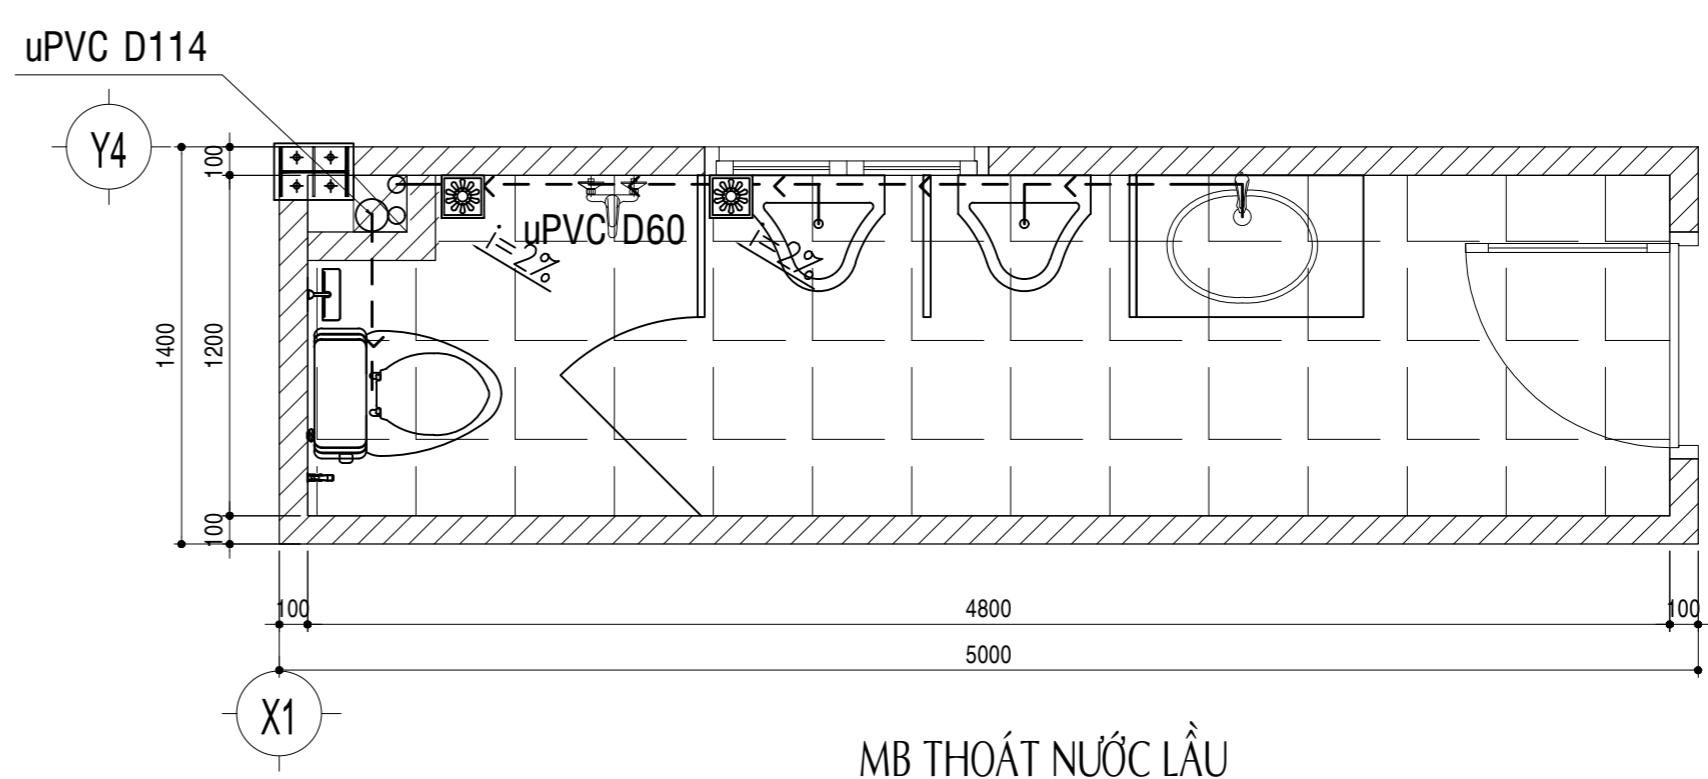 uPVC D114
Y4
100
1400
1200
100
uPVC D60
i=2%
i=2%
100
4800
100
5000
X1
MB THOÁT NƯỚC LẦU